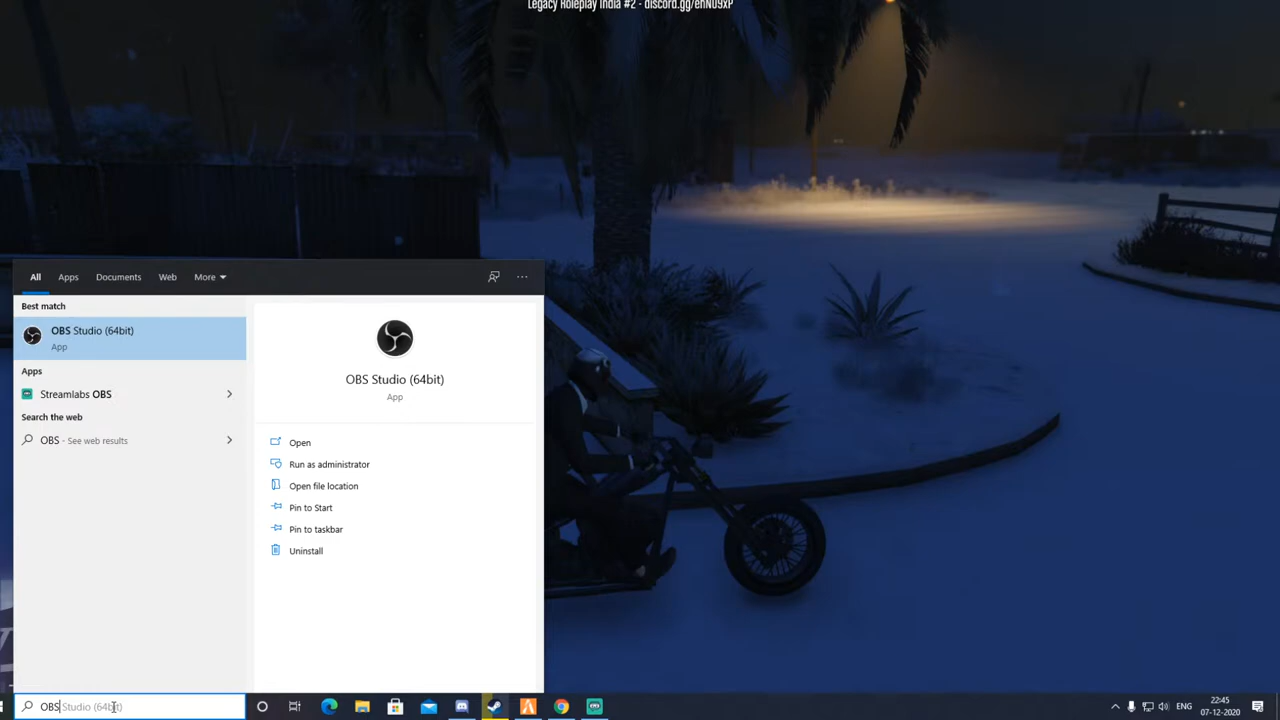 Legacy Roleplay India #2 - discord.gg/ehNU9xP
All Apps Documents Web More
Best match
OBS Studio (64bit)
App
Apps
Streamlabs OBS
Search the web
OBS - See web results
OBS Studio (64bit)
App
Open
Run as administrator
Open file location
Pin to Start
Pin to taskbar
Uninstall
OBS Studio (64bit)
ENG
22:45
07-12-2020